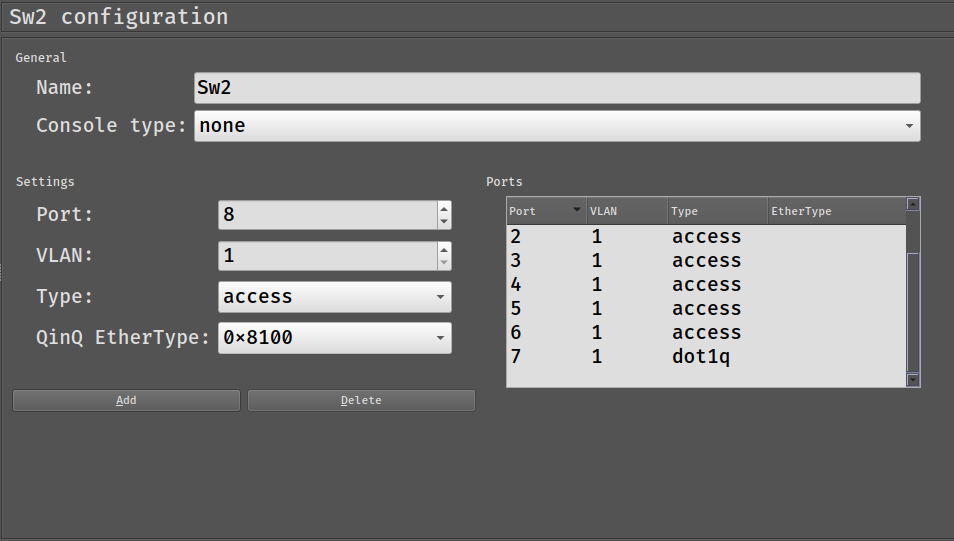 Sw2 configuration
General
Name: Sw2
Console type: none
Settings
Port: 8
VLAN: 1
Type: access
QinQ EtherType: 0×8100
Add Delete
Ports
Port VLAN Type EtherType
2 1 access
3 1 access
4 1 access
5 1 access
6 1 access
7 1 dot1q